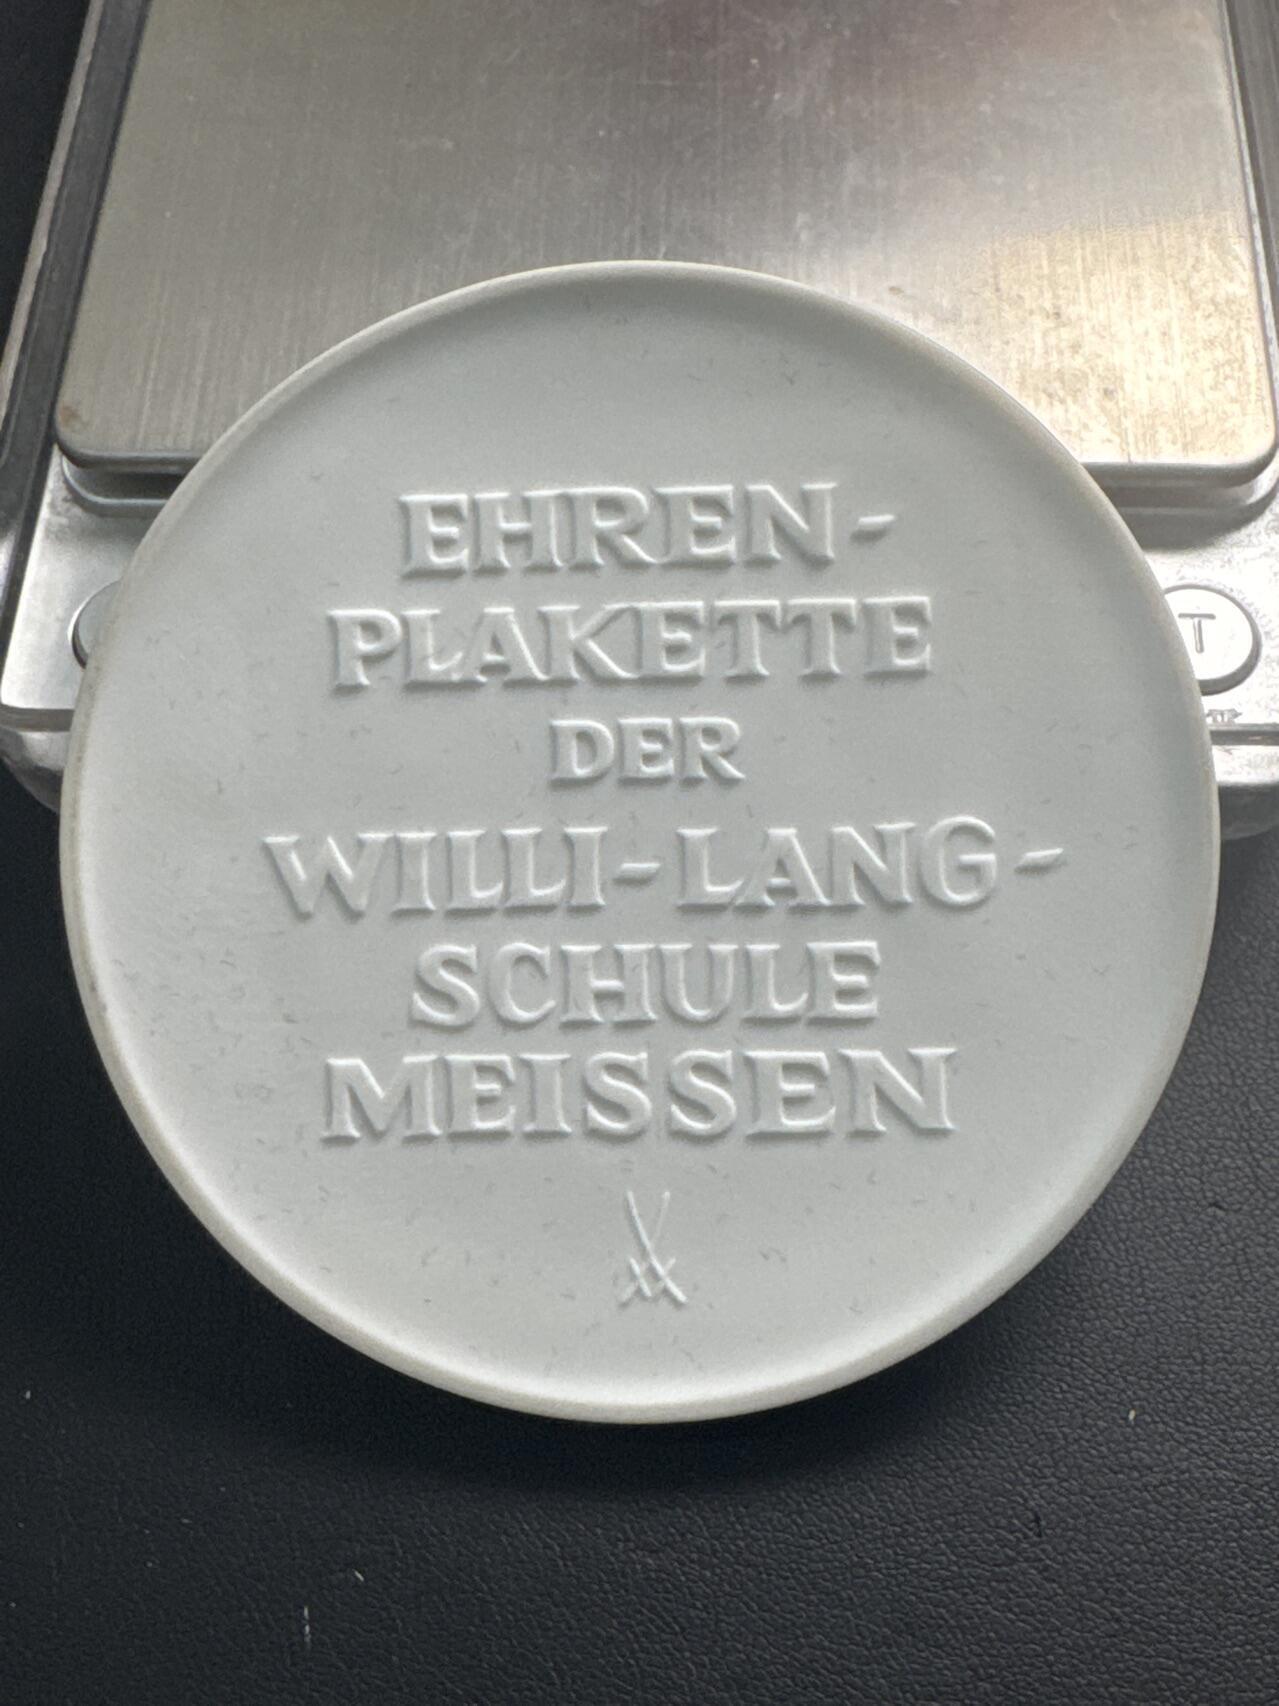 EHREN-
PLAKETTE
DER
WILLI-LANG-
SCHULE
MEISSEN
T